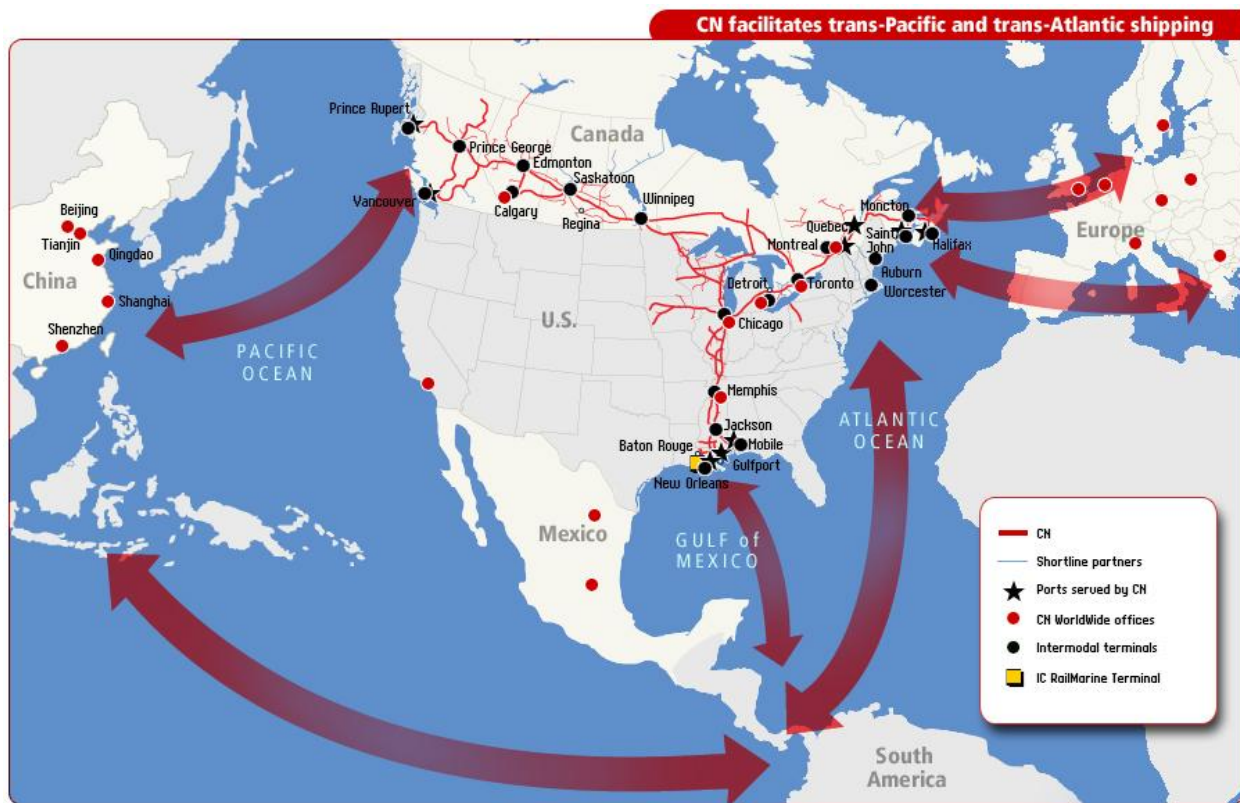 CN facilitates trans-Pacific and trans-Atlantic shipping
Prince Rupert
Canada
Prince George
Edmonton
Saskatoon
Winnipeg
Vancouver
Calgary
Regina
Moncton
Quebec
Saint
John
Halifax
Montreal
Auburn
Worcester
Detroit
Toronto
Chicago
Beijing
Tianjin
Qingdao
China
Shanghai
Shenzhen
Europe
U.S.
PACIFIC
OCEAN
Memphis
Jackson
Baton Rouge
Mobile
Gulfport
New Orleans
ATLANTIC
OCEAN
Mexico
GULF of
MEXICO
South
America
CN
Shortline partners
Ports served by CN
CN WorldWide offices
Intermodal terminals
IC RailMarine Terminal